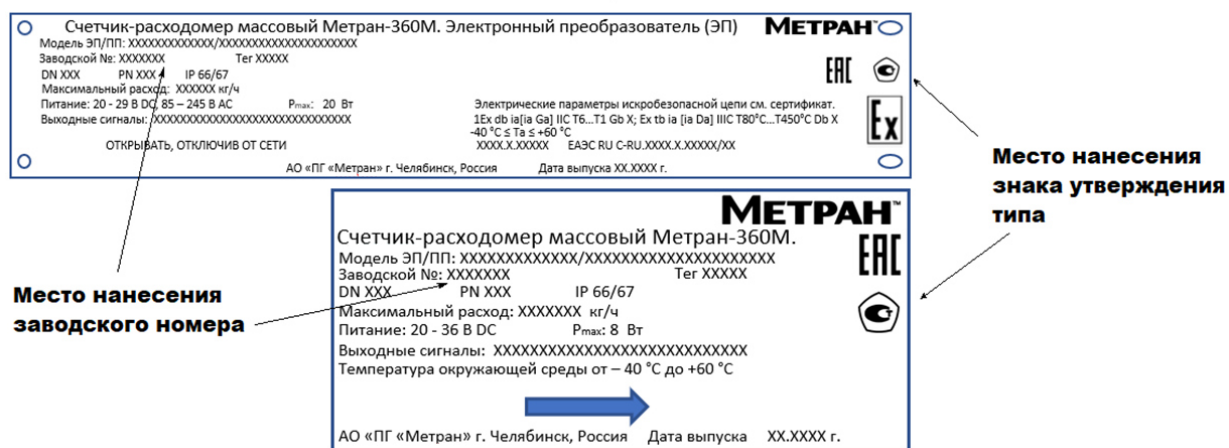 Счетчик-расходомер массовый Метран-360М. Электронный преобразователь (ЭП) МЕТРАН™
Модель ЭП/ПП: XXXXXXXXXXXXX/XXXXXXXXXXXXXXXXXXXXX
Заводской №: XXXXXXX Тег XXXXX
DN XXX PN XXX IP 66/67
Максимальный расход: XXXXXX кг/ч
Питание: 20 - 29 В DC, 85 – 245 В AC Pmax: 20 Вт
Выходные сигналы: XXXXXXXXXXXXXXXXXXXXXXXXXXXXXX
ОТКРЫВАТЬ, ОТКЛЮЧИВ ОТ СЕТИ
EAC
Электрические параметры искробезопасной цепи см. сертификат.
1Ex db ia[ia Ga] IIC T6...T1 Gb X; Ex tb ia [ia Da] IIIC T80°C...T450°C Db X
-40 °C ≤ Ta ≤ +60 °C
XXXX.X.XXXXX ЕАЭС RU C-RU.XXXX.X.XXXXX/XX
Ex
АО «ПГ «Метран» г. Челябинск, Россия Дата выпуска XX.XXXX г.
Место нанесения
знака утверждения
типа
Место нанесения
заводского номера
МЕТРАН™
Счетчик-расходомер массовый Метран-360М.
EAC
Модель ЭП/ПП: XXXXXXXXXXXXX/XXXXXXXXXXXXXXXXXXXXX
Заводской №: XXXXXXX Тег XXXXX
DN XXX PN XXX IP 66/67
Максимальный расход: XXXXXXX кг/ч
Питание: 20 - 36 В DC Pmax: 8 Вт
Выходные сигналы: XXXXXXXXXXXXXXXXXXXXXXXXXXXX
Температура окружающей среды от – 40 °C до +60 °C
АО «ПГ «Метран» г. Челябинск, Россия Дата выпуска XX.XXXX г.